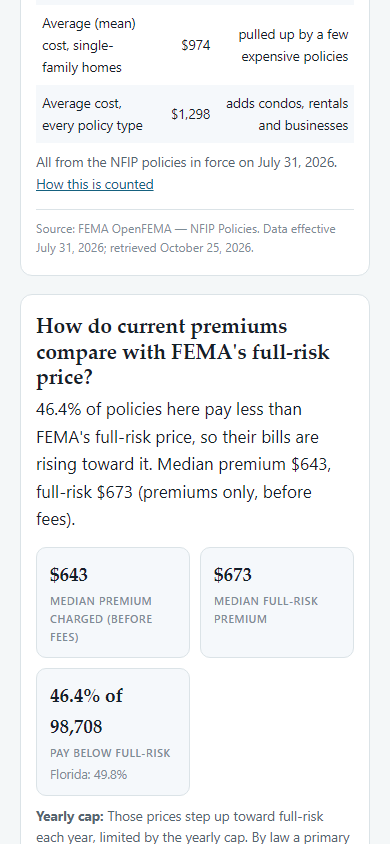 Average (mean)
cost, single-
family homes
$974
pulled up by a few
expensive policies
Average cost,
every policy type
$1,298
adds condos, rentals
and businesses
All from the NFIP policies in force on July 31, 2026.
How this is counted
Source: FEMA OpenFEMA — NFIP Policies. Data effective
July 31, 2026; retrieved October 25, 2026.
How do current premiums
compare with FEMA's full-risk
price?
46.4% of policies here pay less than
FEMA's full-risk price, so their bills are
rising toward it. Median premium $643,
full-risk $673 (premiums only, before
fees).
$643
MEDIAN PREMIUM
CHARGED (BEFORE
FEES)
$673
MEDIAN FULL-RISK
PREMIUM
46.4% of
98,708
PAY BELOW FULL-RISK
Florida: 49.8%
Yearly cap: Those prices step up toward full-risk
each year, limited by the yearly cap. By law a primary